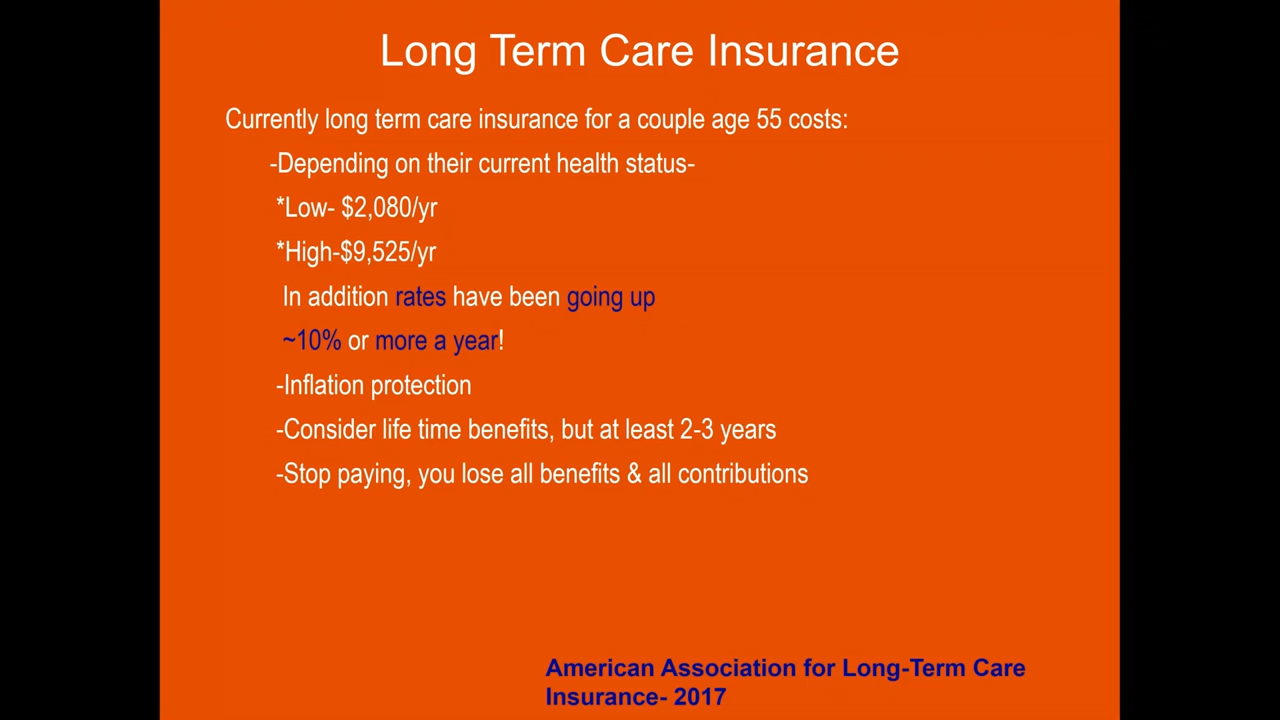 Long Term Care Insurance
Currently long term care insurance for a couple age 55 costs:
-Depending on their current health status-
*Low- $2,080/yr
*High-$9,525/yr
In addition rates have been going up
~10% or more a year!
-Inflation protection
-Consider life time benefits, but at least 2-3 years
-Stop paying, you lose all benefits & all contributions
American Association for Long-Term Care
Insurance- 2017